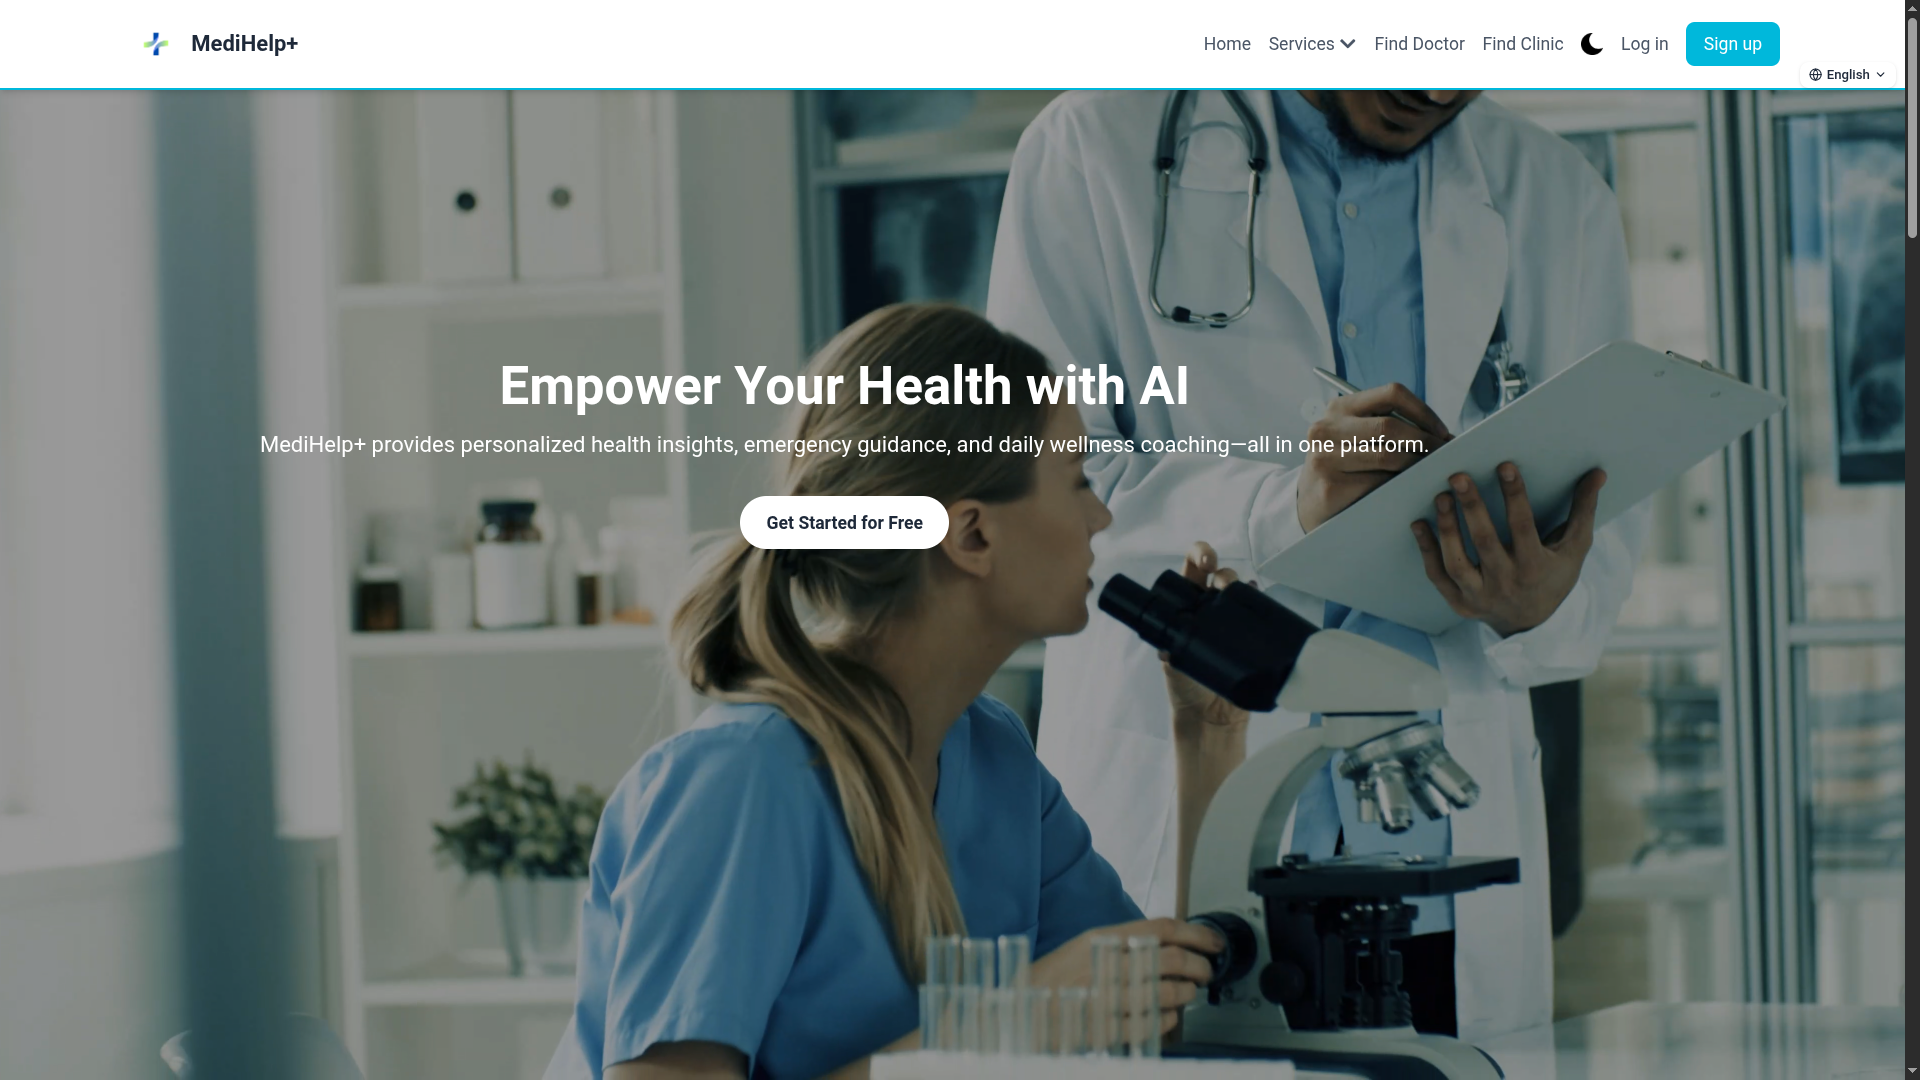 MediHelp+
Home Services Find Doctor Find Clinic Log in Sign up
English
Empower Your Health with AI
MediHelp+ provides personalized health insights, emergency guidance, and daily wellness coaching—all in one platform.
Get Started for Free